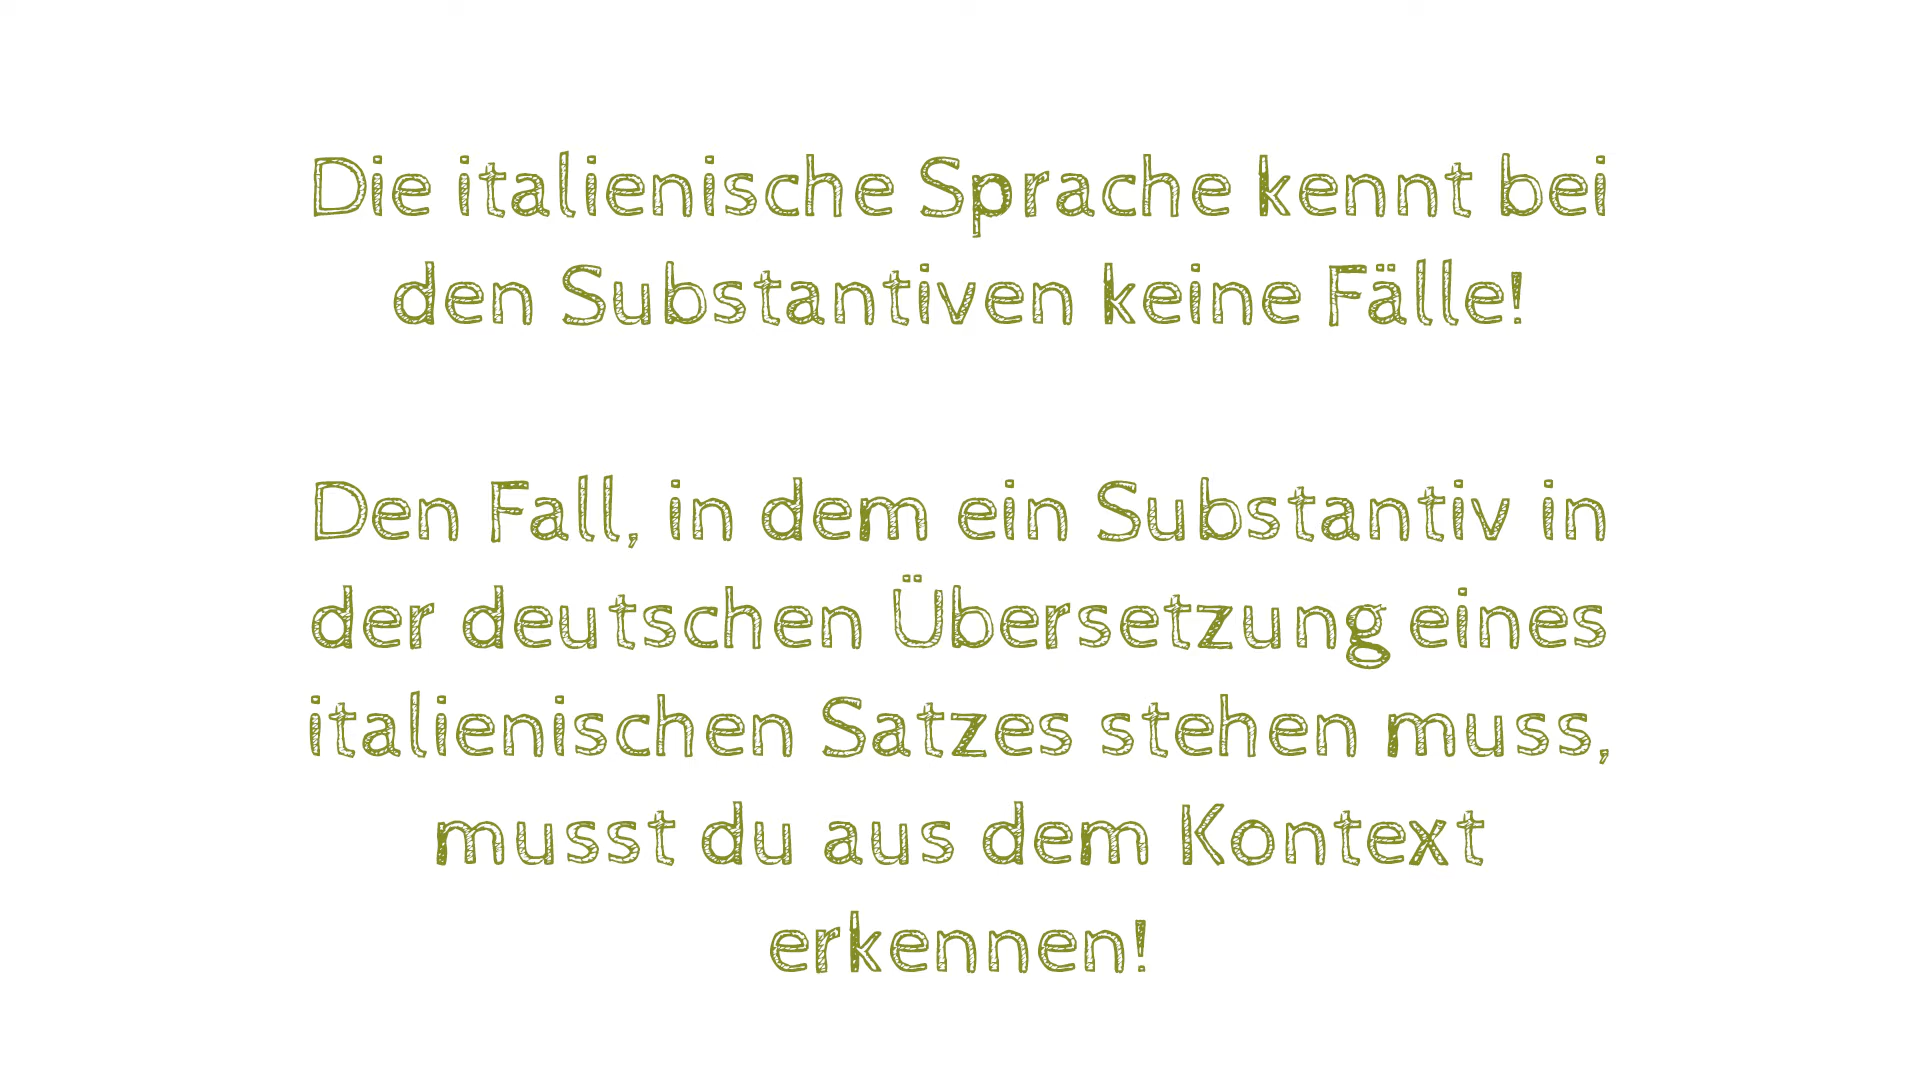 Die italienische Sprache kennt bei
den Substantiven keine Fälle!
Den Fall, in dem ein Substantiv in
der deutschen Übersetzung eines
italienischen Satzes stehen muss,
musst du aus dem Kontext
erkennen!